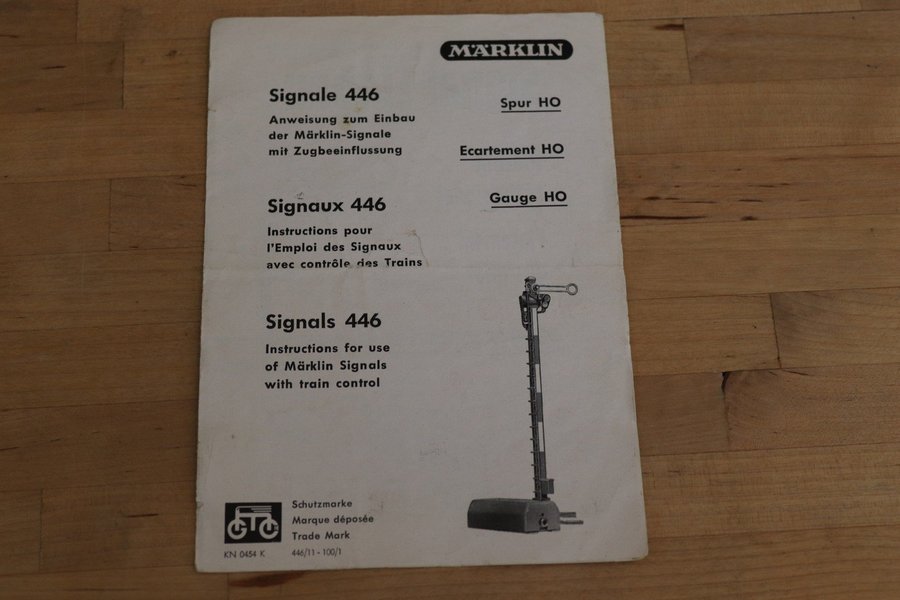 MÄRKLIN
Signale 446
Anweisung zum Einbau
der Märklin-Signale
mit Zugbeeinflussung
Spur HO
Ecartement HO
Gauge HO
Signaux 446
Instructions pour
l'Emploi des Signaux
avec contrôle des Trains
Signals 446
Instructions for use
of Märklin Signals
with train control
Schutzmarke
Marque déposée
Trade Mark
KN 0454 K
446/11 - 100/1